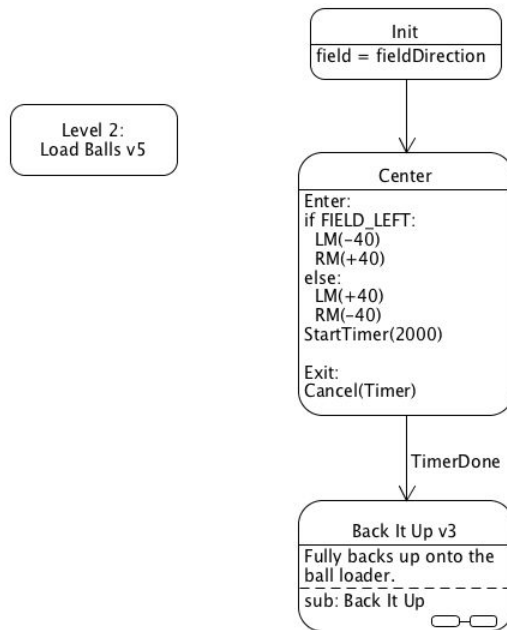 Init
field = fieldDirection
Level 2:
Load Balls v5
Center
Enter:
if FIELD_LEFT:
LM(-40)
RM(+40)
else:
LM(+40)
RM(-40)
StartTimer(2000)
Exit:
Cancel(Timer)
TimerDone
Back It Up v3
Fully backs up onto the
ball loader.
sub: Back It Up